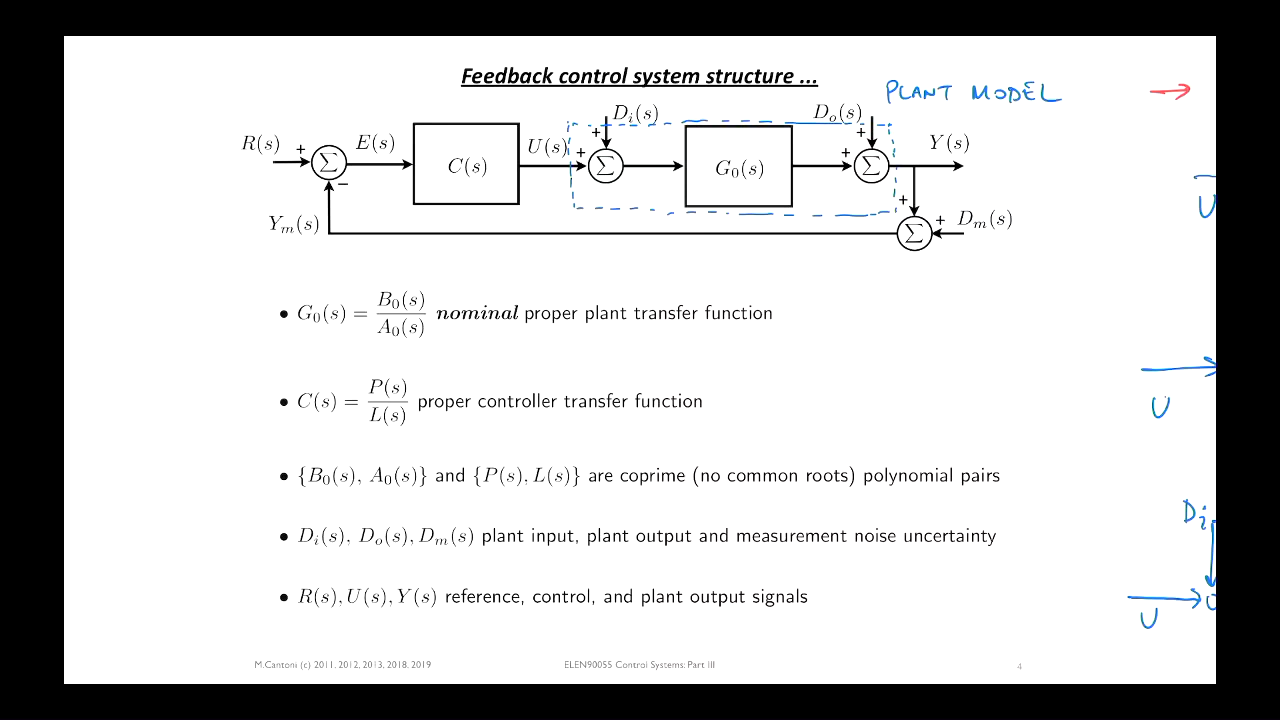 Feedback control system structure ...
PLANT MODEL
D_i(s) D_o(s)
R(s) + Σ E(s) C(s) U(s) + + Σ G_0(s) + + Σ Y(s)
−
Y_m(s) + Σ + D_m(s)
U
• G_0(s) = B_0(s)/A_0(s) nominal proper plant transfer function
• C(s) = P(s)/L(s) proper controller transfer function
U
• {B_0(s), A_0(s)} and {P(s), L(s)} are coprime (no common roots) polynomial pairs
D_i
• D_i(s), D_o(s), D_m(s) plant input, plant output and measurement noise uncertainty
• R(s), U(s), Y(s) reference, control, and plant output signals
U
M.Cantoni (c) 2011, 2012, 2013, 2018, 2019 ELEN90055 Control Systems: Part III 4